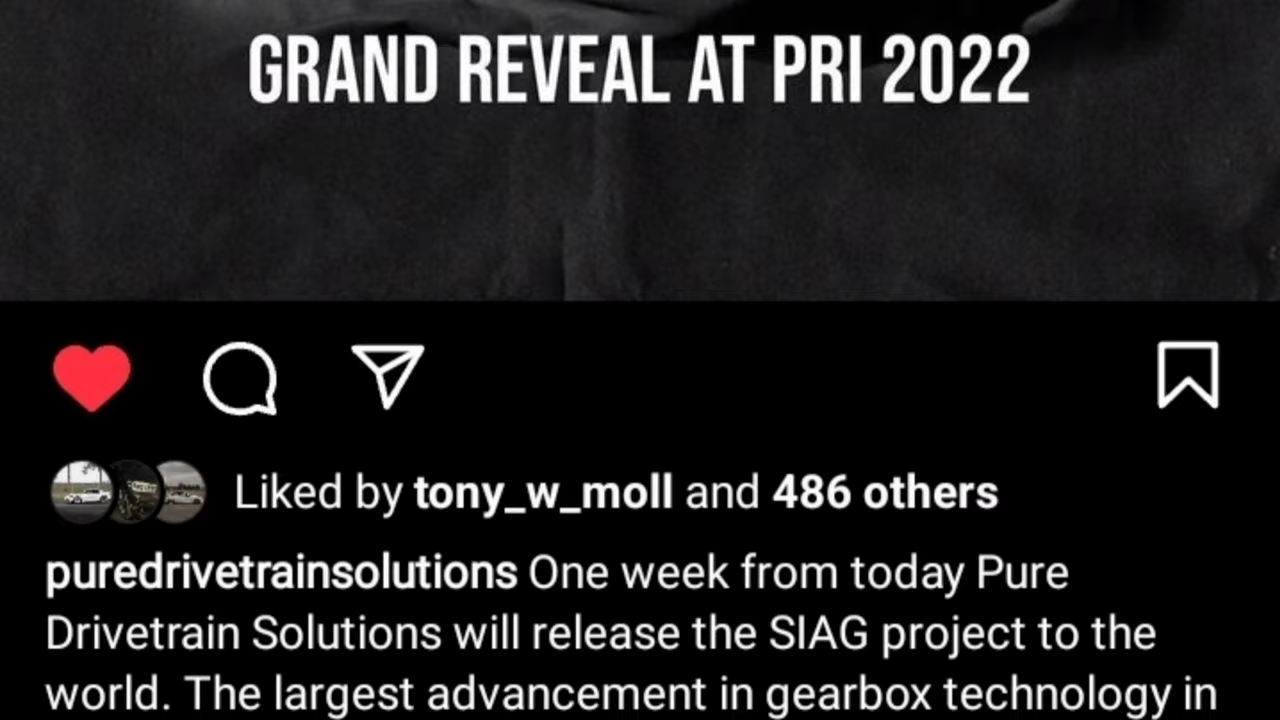 GRAND REVEAL AT PRI 2022
Liked by tony_w_moll and 486 others
puredrivetrainsolutions One week from today Pure
Drivetrain Solutions will release the SIAG project to the
world. The largest advancement in gearbox technology in